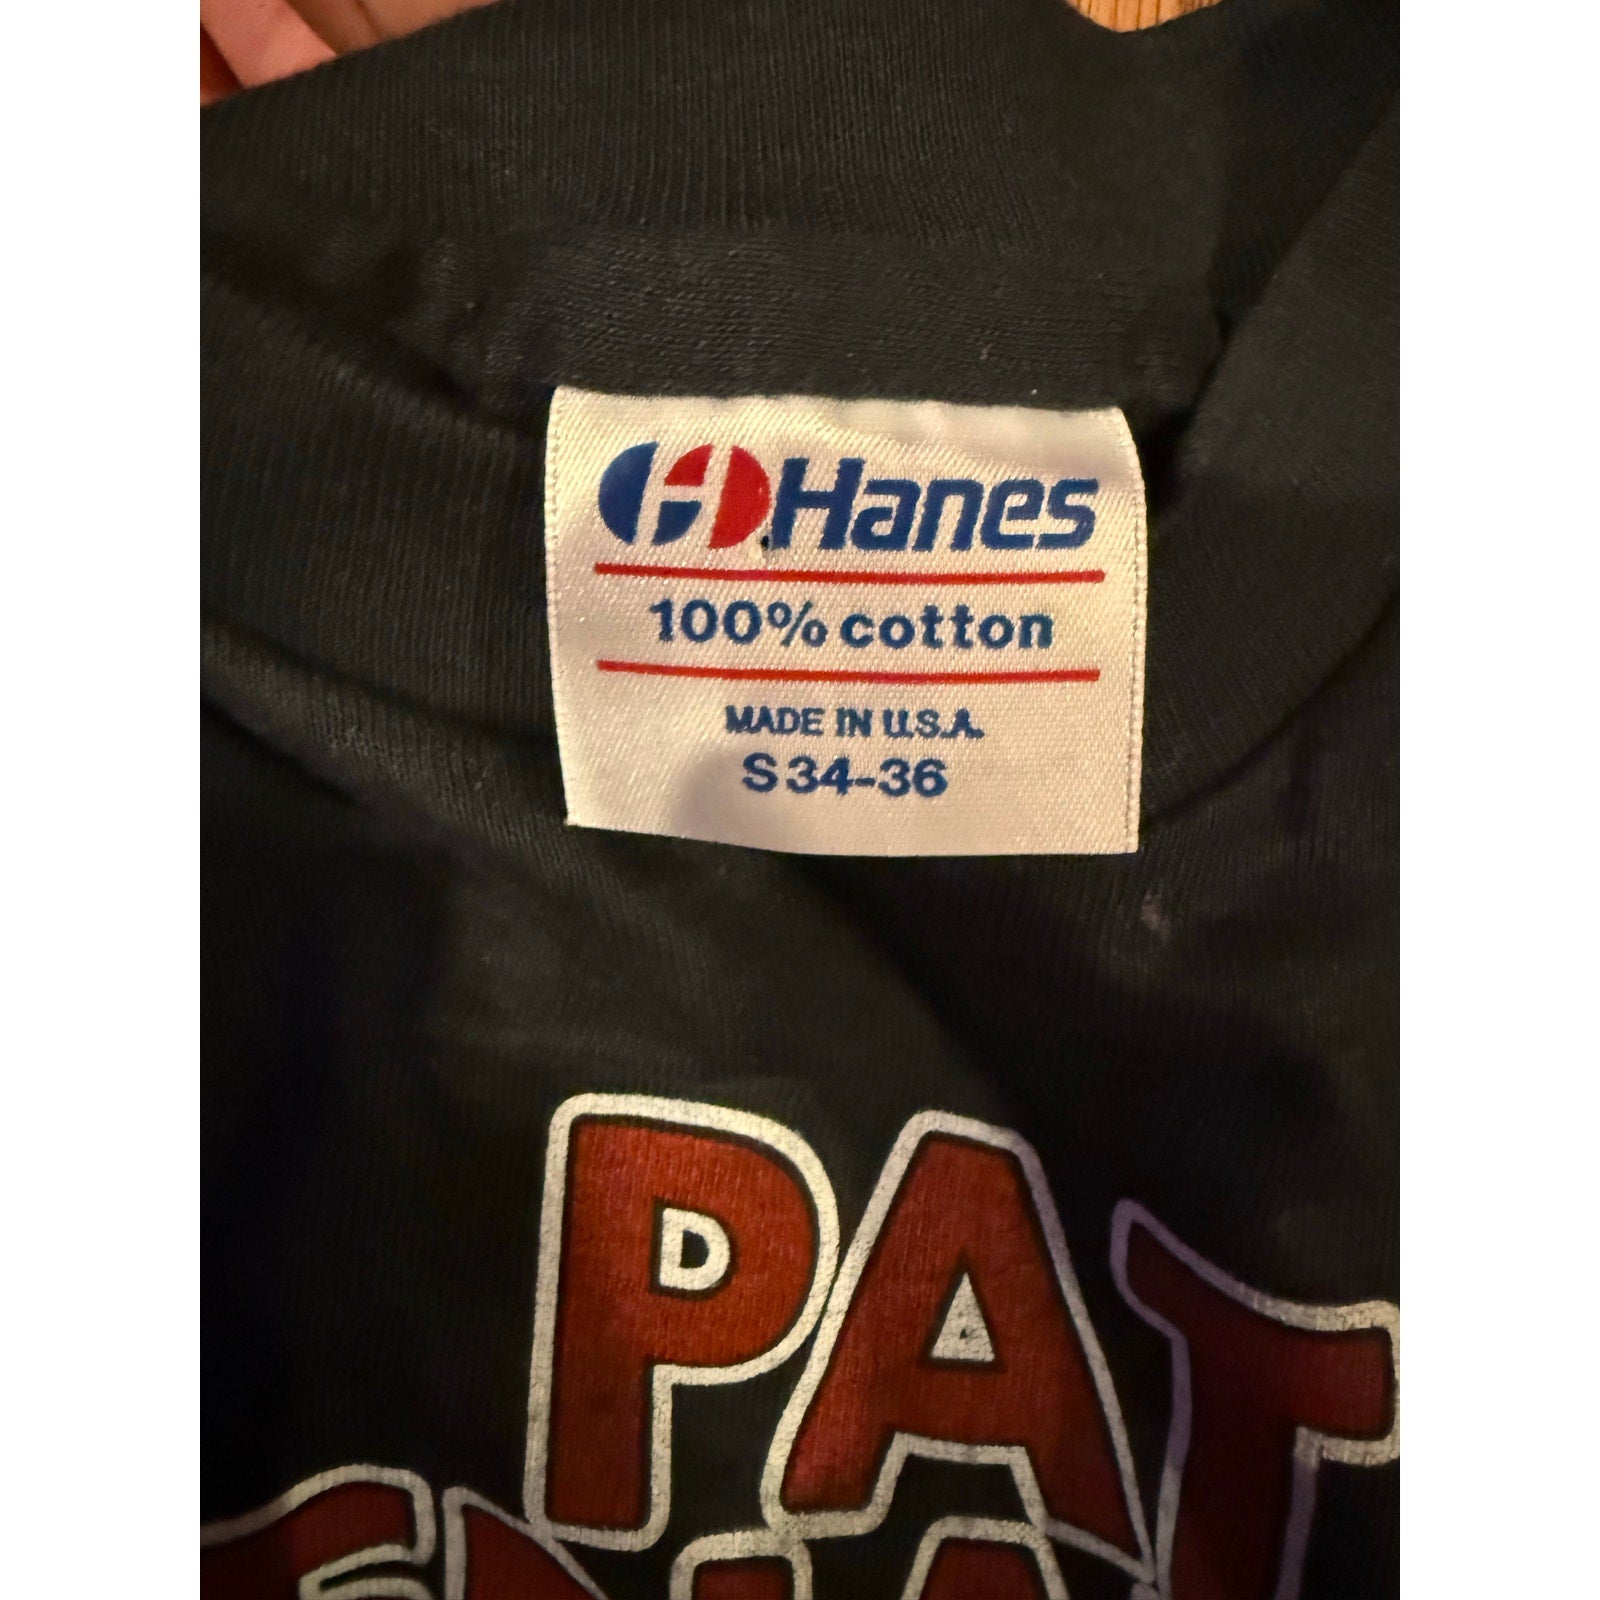 Hanes
100% cotton
MADE IN U.S.A.
S 34-36
PAT